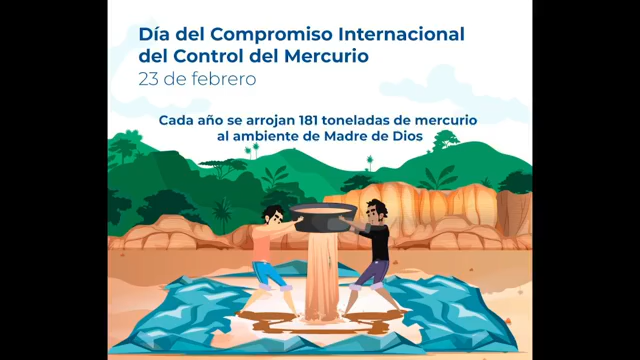 Día del Compromiso Internacional
del Control del Mercurio
23 de febrero
Cada año se arrojan 181 toneladas de mercurio
al ambiente de Madre de Dios